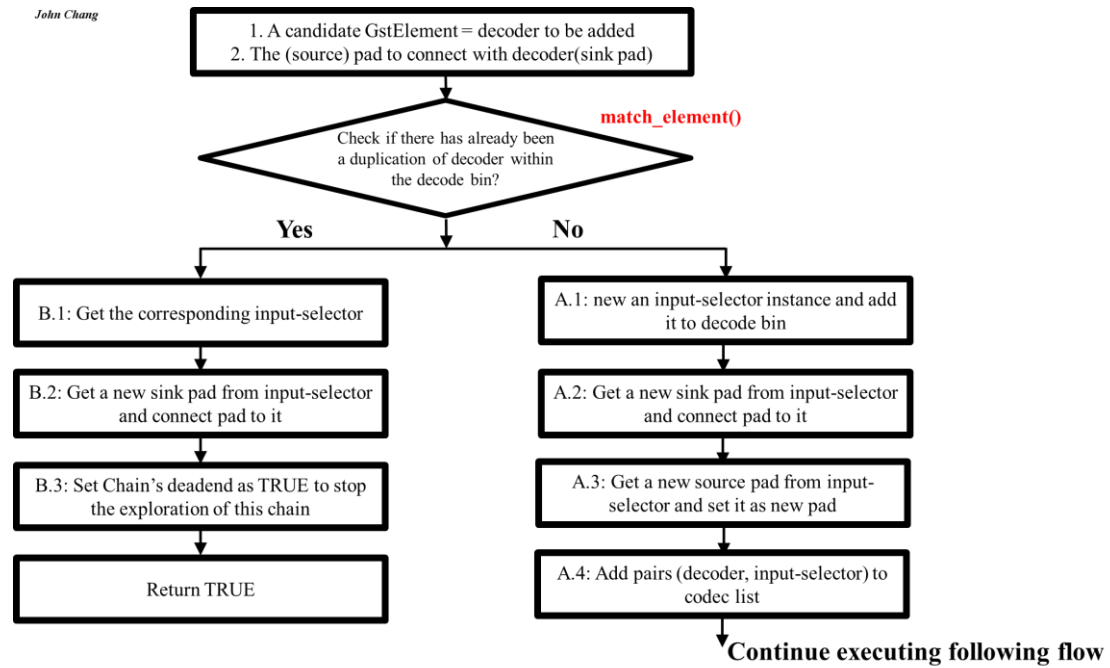 John Chang
1. A candidate GstElement = decoder to be added
2. The (source) pad to connect with decoder(sink pad)
match_element()
Check if there has already been
a duplication of decoder within
the decode bin?
Yes
No
B.1: Get the corresponding input-selector
B.2: Get a new sink pad from input-selector
and connect pad to it
B.3: Set Chain's deadend as TRUE to stop
the exploration of this chain
Return TRUE
A.1: new an input-selector instance and add
it to decode bin
A.2: Get a new sink pad from input-selector
and connect pad to it
A.3: Get a new source pad from input-
selector and set it as new pad
A.4: Add pairs (decoder, input-selector) to
codec list
Continue executing following flow